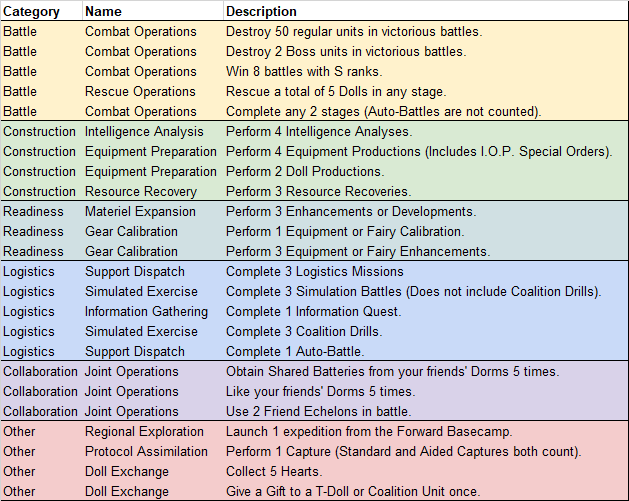 Category Name Description
Battle Combat Operations Destroy 50 regular units in victorious battles.
Battle Combat Operations Destroy 2 Boss units in victorious battles.
Battle Combat Operations Win 8 battles with S ranks.
Battle Rescue Operations Rescue a total of 5 Dolls in any stage.
Battle Combat Operations Complete any 2 stages (Auto-Battles are not counted).
Construction Intelligence Analysis Perform 4 Intelligence Analyses.
Construction Equipment Preparation Perform 4 Equipment Productions (Includes I.O.P. Special Orders).
Construction Equipment Preparation Perform 2 Doll Productions.
Construction Resource Recovery Perform 3 Resource Recoveries.
Readiness Materiel Expansion Perform 3 Enhancements or Developments.
Readiness Gear Calibration Perform 1 Equipment or Fairy Calibration.
Readiness Gear Calibration Perform 3 Equipment or Fairy Enhancements.
Logistics Support Dispatch Complete 3 Logistics Missions
Logistics Simulated Exercise Complete 3 Simulation Battles (Does not include Coalition Drills).
Logistics Information Gathering Complete 1 Information Quest.
Logistics Simulated Exercise Complete 3 Coalition Drills.
Logistics Support Dispatch Complete 1 Auto-Battle.
Collaboration Joint Operations Obtain Shared Batteries from your friends' Dorms 5 times.
Collaboration Joint Operations Like your friends' Dorms 5 times.
Collaboration Joint Operations Use 2 Friend Echelons in battle.
Other Regional Exploration Launch 1 expedition from the Forward Basecamp.
Other Protocol Assimilation Perform 1 Capture (Standard and Aided Captures both count).
Other Doll Exchange Collect 5 Hearts.
Other Doll Exchange Give a Gift to a T-Doll or Coalition Unit once.